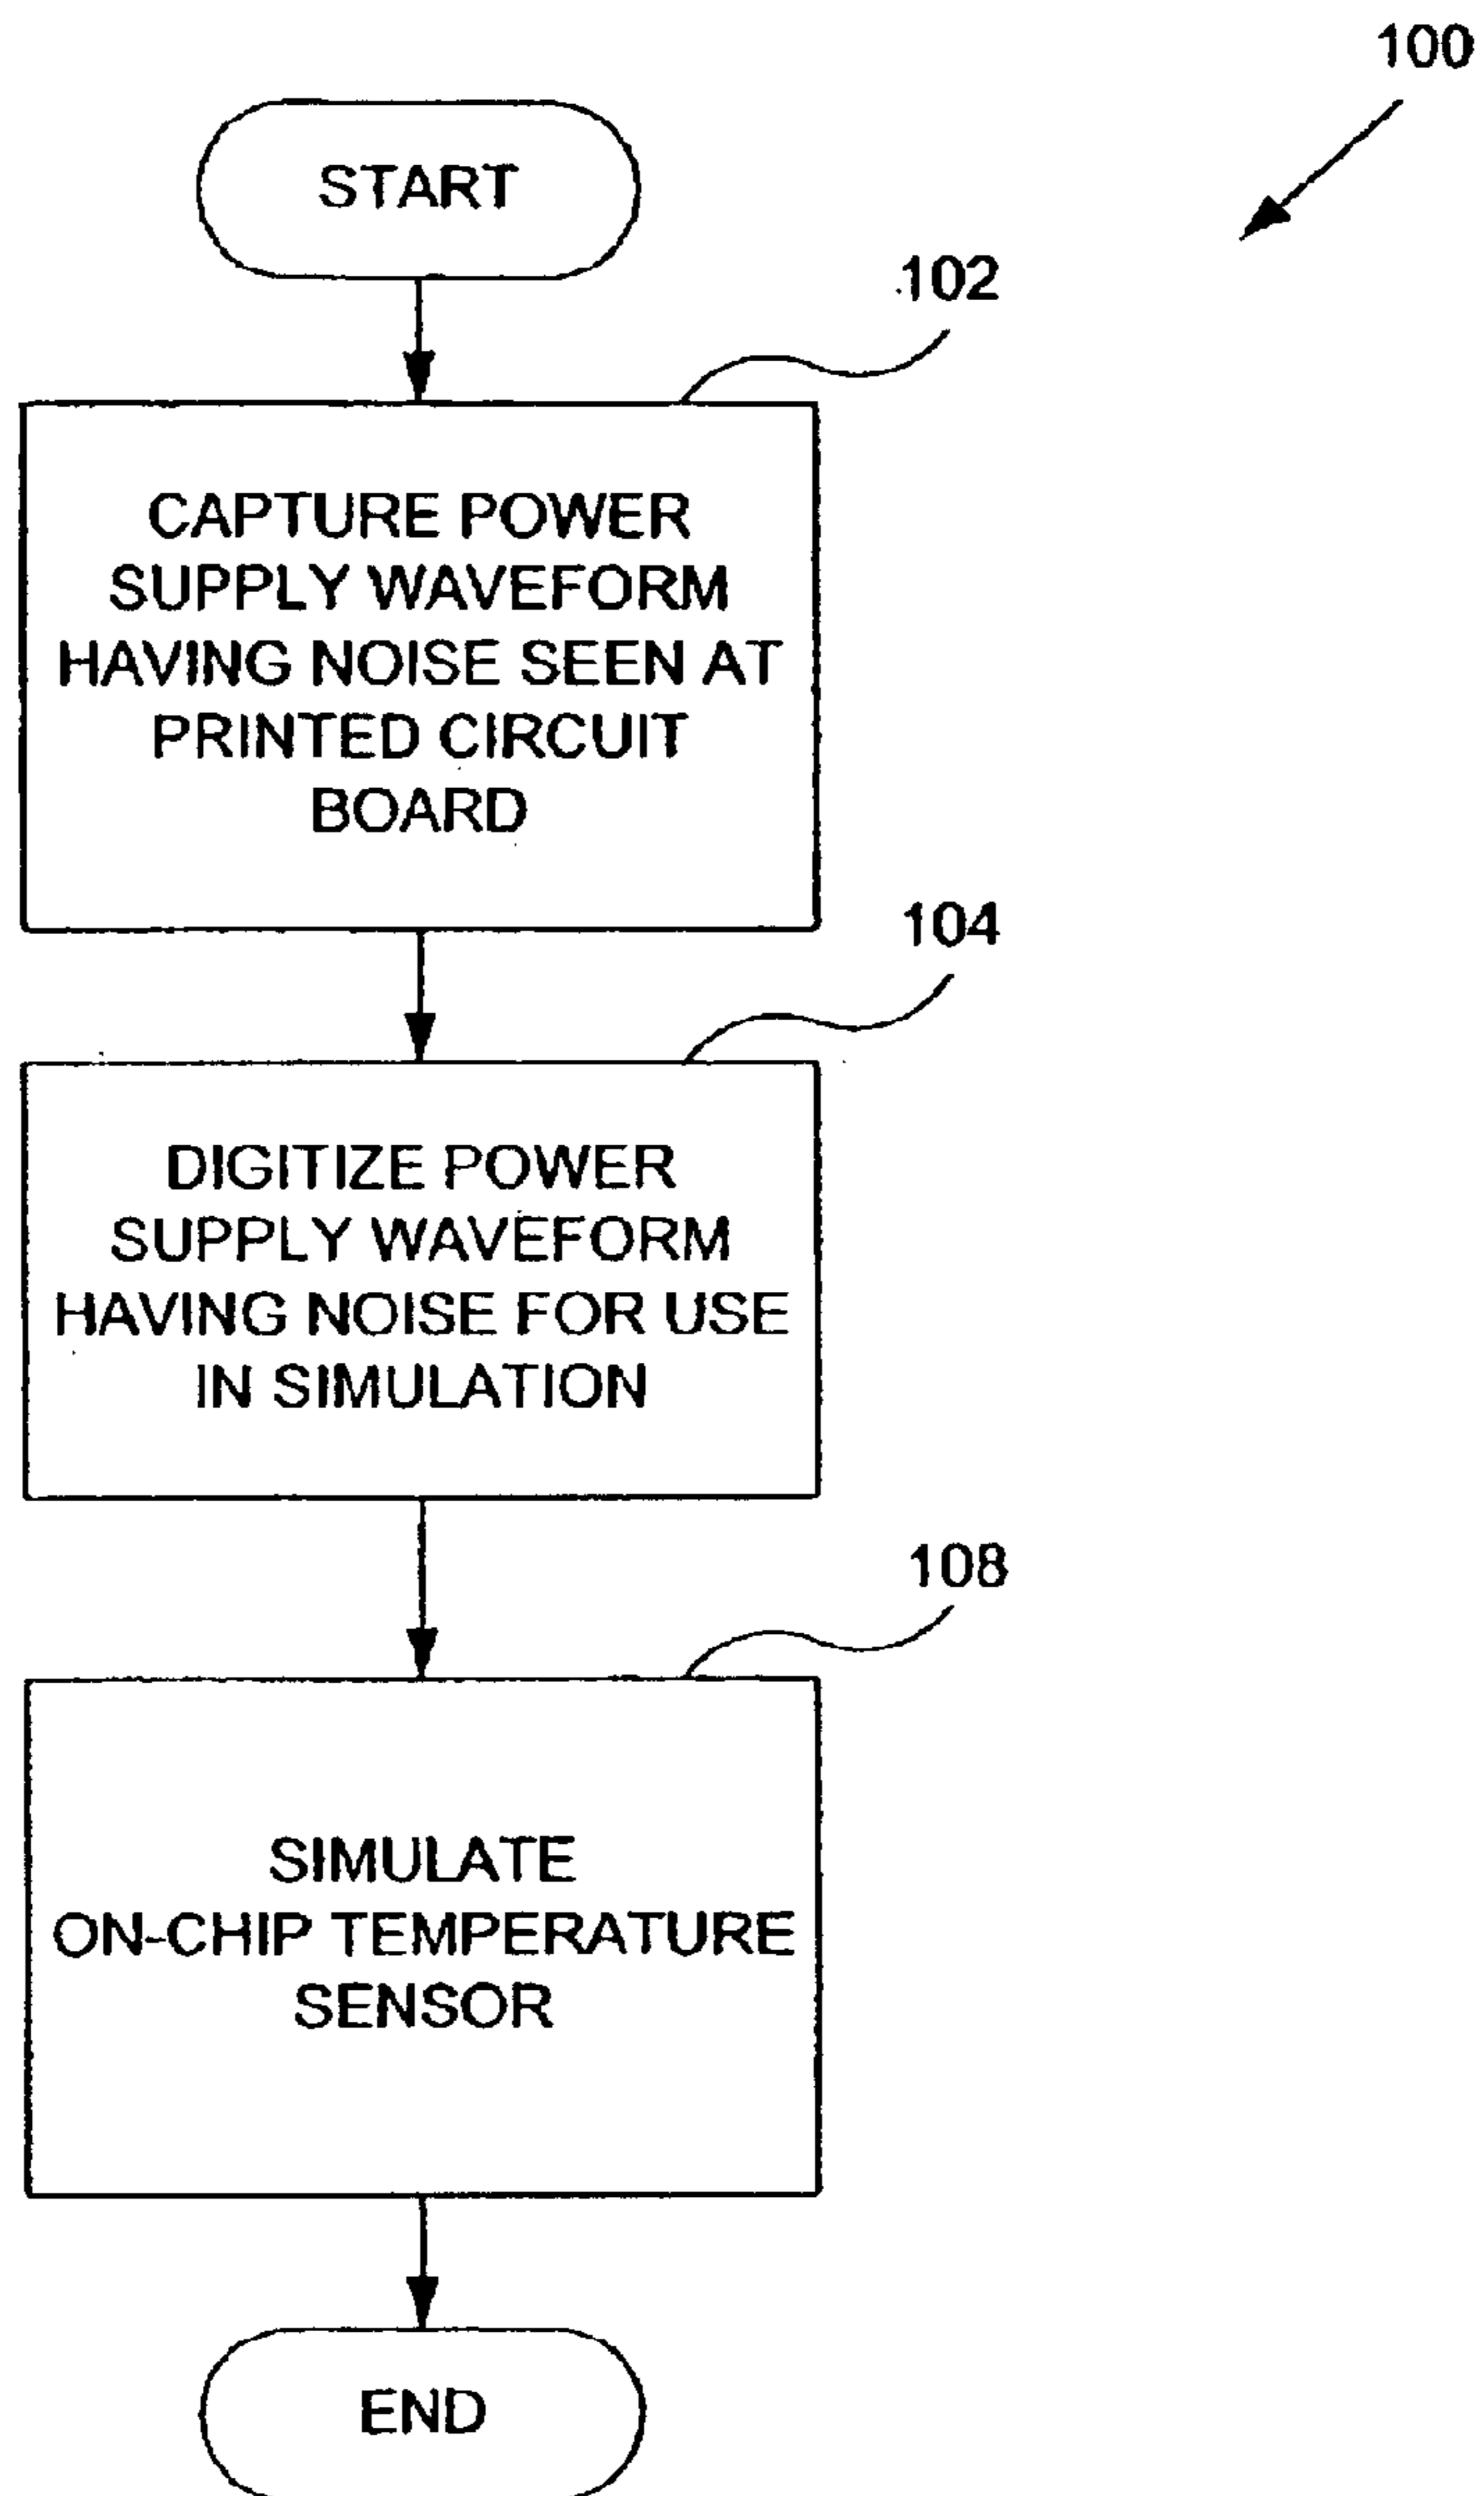 100
START
102
CAPTURE POWER
SUPPLY WAVEFORM
HAVING NOISE SEEN AT
PRINTED CIRCUIT
BOARD
104
DIGITIZE POWER
SUPPLY WAVEFORM
HAVING NOISE FOR USE
IN SIMULATION
108
SIMULATE
ON-CHIP TEMPERATURE
SENSOR
END